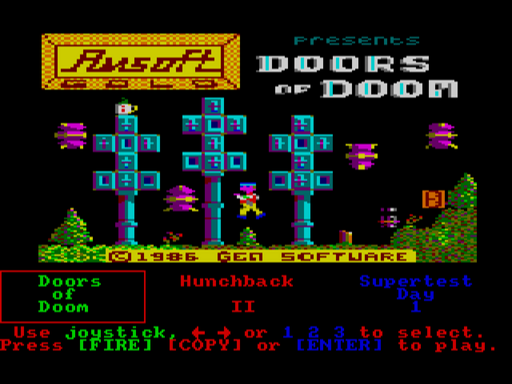 presents
Amsoft
GOLD
DOORS
OF DOOM
B
©1986 GEM SOFTWARE
Doors
of
Doom
Hunchback
II
Supertest
Day
1
Use joystick, ← → or 1 2 3 to select.
Press [FIRE] [COPY] or [ENTER] to play.